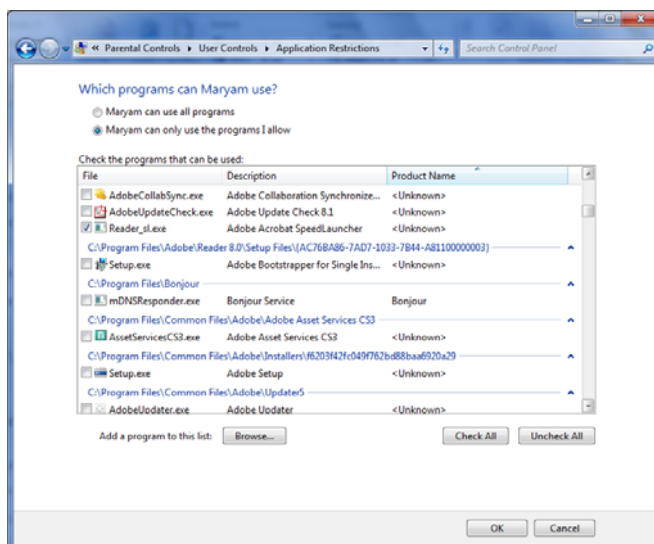 « Parental Controls ▸ User Controls ▸ Application Restrictions
Search Control Panel
Which programs can Maryam use?
Maryam can use all programs
Maryam can only use the programs I allow
Check the programs that can be used:
File Description Product Name
AdobeCollabSync.exe Adobe Collaboration Synchronize... <Unknown>
AdobeUpdateCheck.exe Adobe Update Check 8.1 <Unknown>
Reader_sl.exe Adobe Acrobat SpeedLauncher <Unknown>
C:\Program Files\Adobe\Reader 8.0\Setup Files\{AC76BA86-7AD7-1033-7B44-A81100000003}
Setup.exe Adobe Bootstrapper for Single Ins... <Unknown>
C:\Program Files\Bonjour
mDNSResponder.exe Bonjour Service Bonjour
C:\Program Files\Common Files\Adobe\Adobe Asset Services CS3
AssetServicesCS3.exe Adobe Asset Services CS3 <Unknown>
C:\Program Files\Common Files\Adobe\Installers\f6203f42fc049f762bd88baa6920a29
Setup.exe Adobe Setup <Unknown>
C:\Program Files\Common Files\Adobe\Updater5
AdobeUpdater.exe Adobe Updater <Unknown>
Add a program to this list: Browse... Check All Uncheck All
OK Cancel